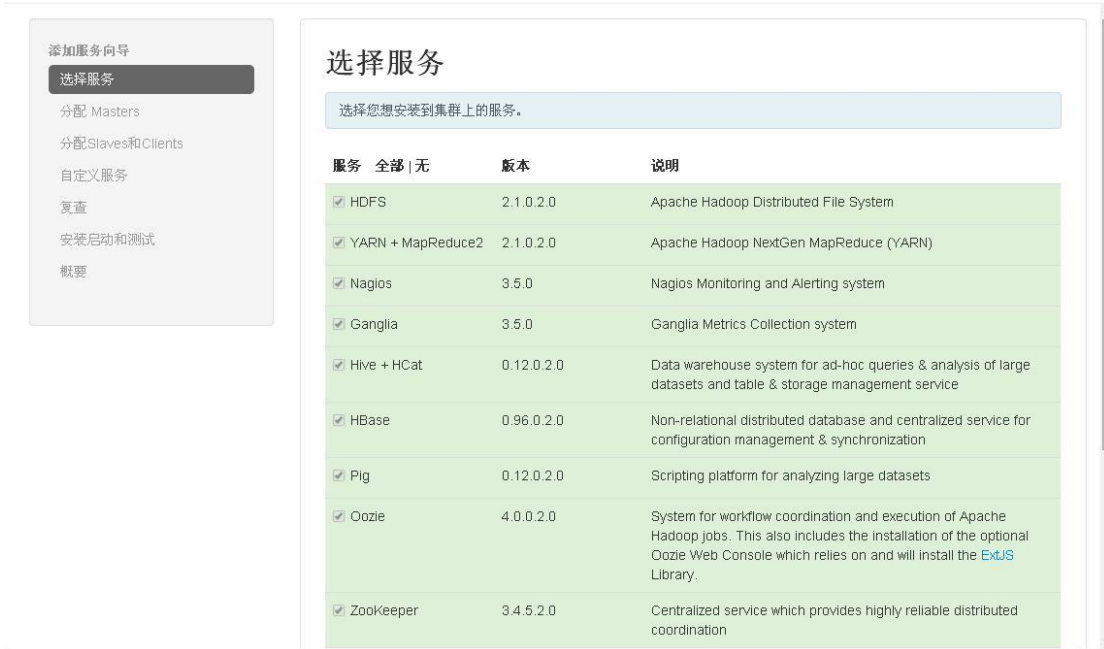 添加服务向导
选择服务
分配 Masters
分配Slaves和Clients
自定义服务
复查
安装启动和测试
概要
选择服务
选择您想安装到集群上的服务。
服务 全部 | 无 版本 说明
HDFS 2.1.0.2.0 Apache Hadoop Distributed File System
YARN + MapReduce2 2.1.0.2.0 Apache Hadoop NextGen MapReduce (YARN)
Nagios 3.5.0 Nagios Monitoring and Alerting system
Ganglia 3.5.0 Ganglia Metrics Collection system
Hive + HCat 0.12.0.2.0 Data warehouse system for ad-hoc queries & analysis of large
datasets and table & storage management service
HBase 0.96.0.2.0 Non-relational distributed database and centralized service for
configuration management & synchronization
Pig 0.12.0.2.0 Scripting platform for analyzing large datasets
Oozie 4.0.0.2.0 System for workflow coordination and execution of Apache
Hadoop jobs. This also includes the installation of the optional
Oozie Web Console which relies on and will install the ExtJS
Library.
ZooKeeper 3.4.5.2.0 Centralized service which provides highly reliable distributed
coordination